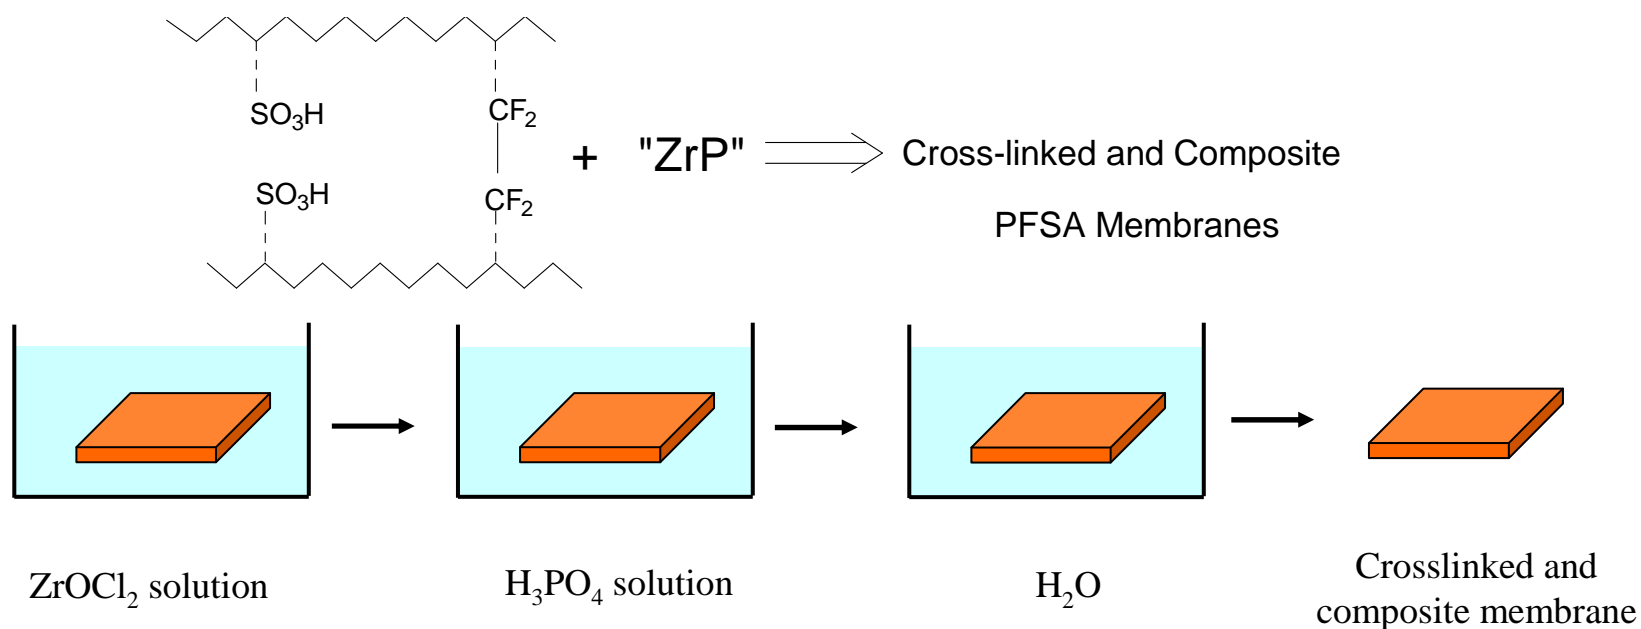 SO₃H
CF₂
+ "ZrP" Cross-linked and Composite
SO₃H
CF₂
PFSA Membranes
ZrOCl₂ solution
H₃PO₄ solution
H₂O
Crosslinked and
composite membrane